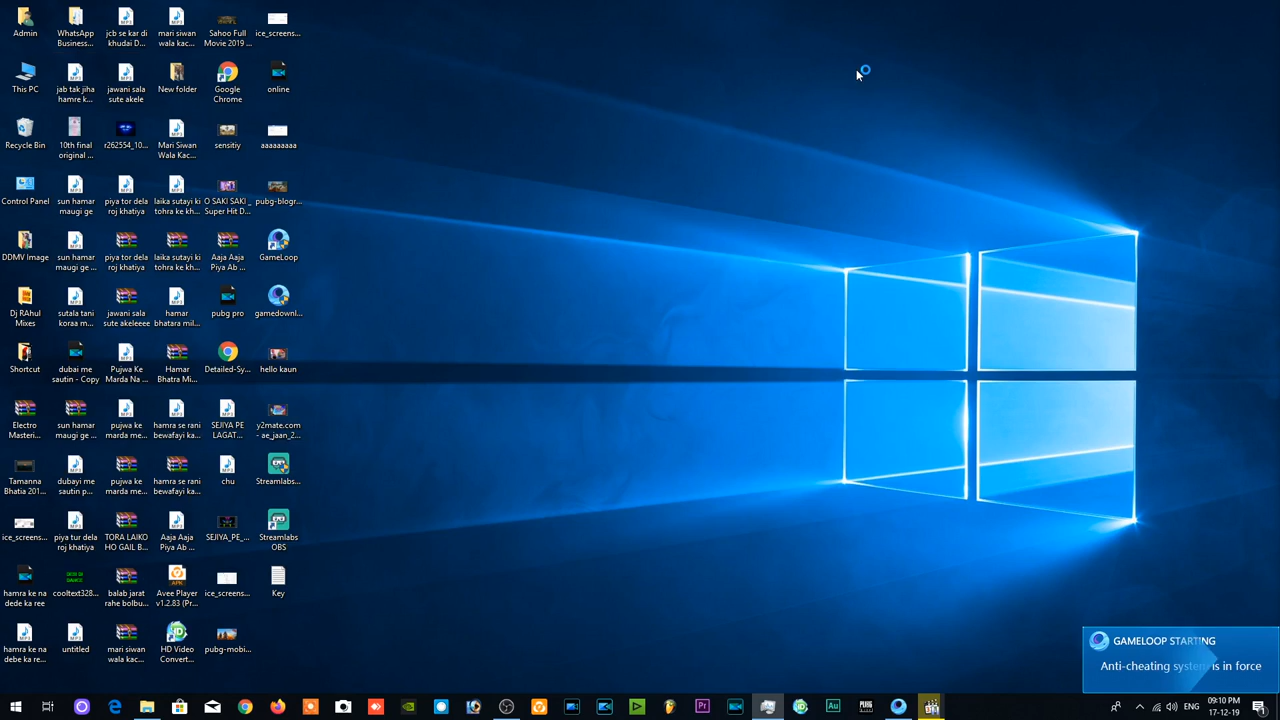 Admin
WhatsApp
Business...
jcb se kar di
khudai D...
mari siwan
wala kac...
Sahoo Full
Movie 2019 ...
ice_screens...
This PC
jab tak jiha
hamre k...
jawani sala
sute akele
New folder
Google
Chrome
online
Recycle Bin
10th final
original ...
r262554_10...
Mari Siwan
Wala Kac...
sensitiy
aaaaaaaaa
Control Panel
sun hamar
maugi ge
piya tor dela
roj khatiya
laika sutayi ki
tohra ke kh...
O SAKI SAKI _
Super Hit D...
pubg-blogr...
DDMV Image
sun hamar
maugi ge
piya tor dela
roj khatiya
laika sutayi ki
tohra ke kh...
Aaja Aaja
Piya Ab ...
GameLoop
Dj RAhul
Mixes
sutala tani
koraa m...
jawani sala
sute akeleeee
hamar
bhatara mil...
pubg pro
gamedownl...
Shortcut
dubai me
sautin - Copy
Pujwa Ke
Marda Na ...
Hamar
Bhatra Mi...
Detailed-Sy...
hello kaun
Electro
Masteri...
sun hamar
maugi ge ...
pujwa ke
marda me...
hamra se rani
bewafayi ka...
SEJIYA PE
LAGAT...
y2mate.com
- ae_jaan_2...
Tamanna
Bhatia 201...
dubayi me
sautin p...
pujwa ke
marda me...
hamra se rani
bewafayi ka...
chu
Streamlabs...
ice_screens...
piya tur dela
roj khatiya
TORA LAIKO
HO GAIL B...
Aaja Aaja
Piya Ab ...
SEJIYA_PE_...
Streamlabs
OBS
hamra ke na
dede ka ree
cooltext328...
balab jarat
rahe bolbu...
Avee Player
v1.2.83 (Pr...
ice_screens...
Key
hamra ke na
debe ka re...
untitled
mari siwan
wala kac...
HD Video
Convert...
pubg-mobi...
GAMELOOP STARTING
Anti-cheating system is in force
ENG
09:10 PM
17-12-19